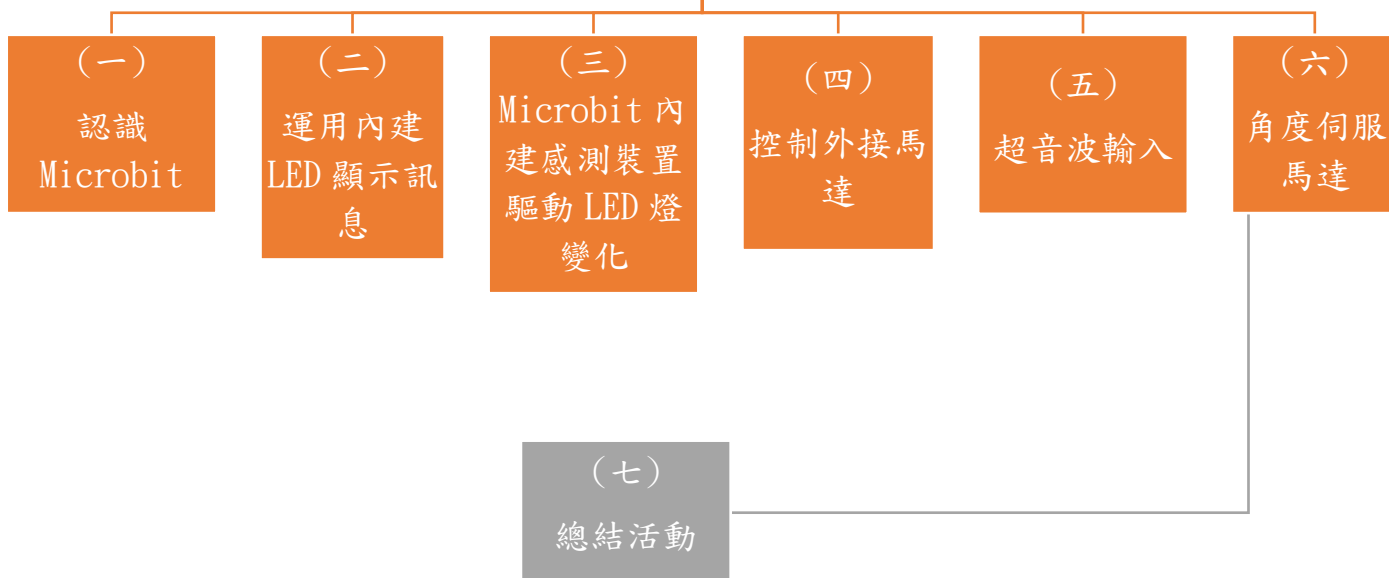 （一）
認識
Microbit
（二）
運用內建
LED 顯示訊
息
（三）
Microbit 內
建感測裝置
驅動 LED 燈
變化
（四）
控制外接馬
達
（五）
超音波輸入
（六）
角度伺服
馬達
（七）
總結活動